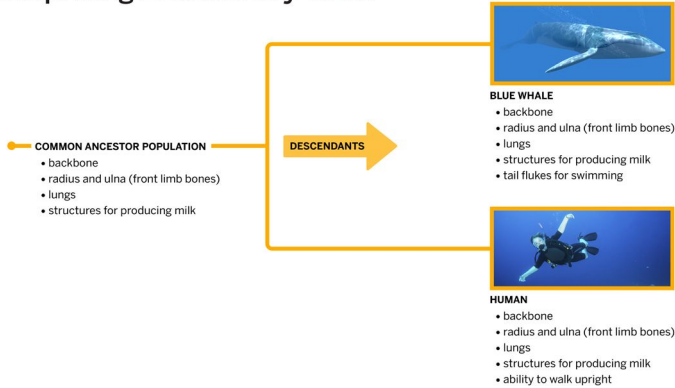 COMMON ANCESTOR POPULATION
• backbone
• radius and ulna (front limb bones)
• lungs
• structures for producing milk
DESCENDANTS
BLUE WHALE
• backbone
• radius and ulna (front limb bones)
• lungs
• structures for producing milk
• tail flukes for swimming
HUMAN
• backbone
• radius and ulna (front limb bones)
• lungs
• structures for producing milk
• ability to walk upright